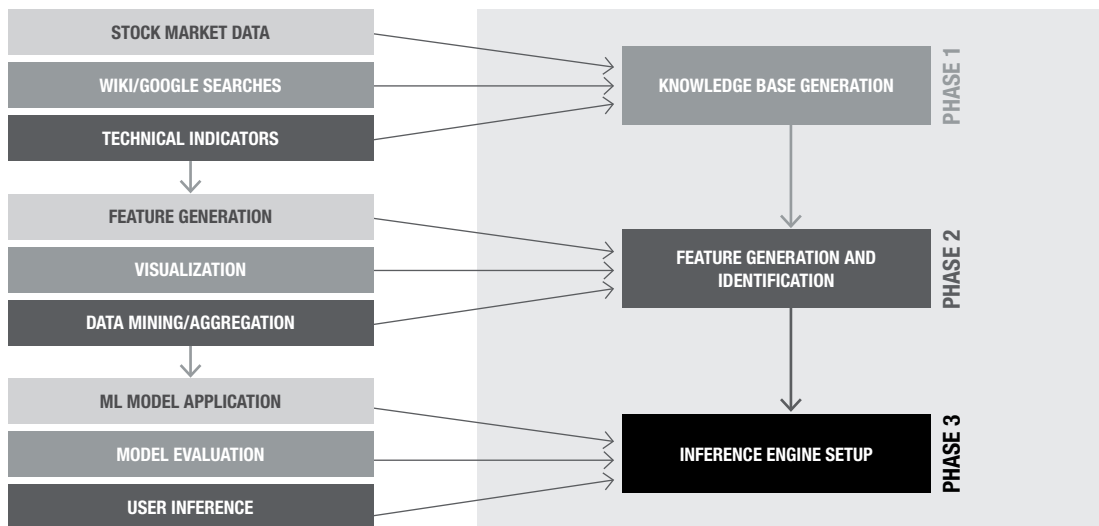 STOCK MARKET DATA
WIKI/GOOGLE SEARCHES
TECHNICAL INDICATORS
KNOWLEDGE BASE GENERATION
PHASE 1
FEATURE GENERATION
VISUALIZATION
DATA MINING/AGGREGATION
FEATURE GENERATION AND
IDENTIFICATION
PHASE 2
ML MODEL APPLICATION
MODEL EVALUATION
USER INFERENCE
INFERENCE ENGINE SETUP
PHASE 3